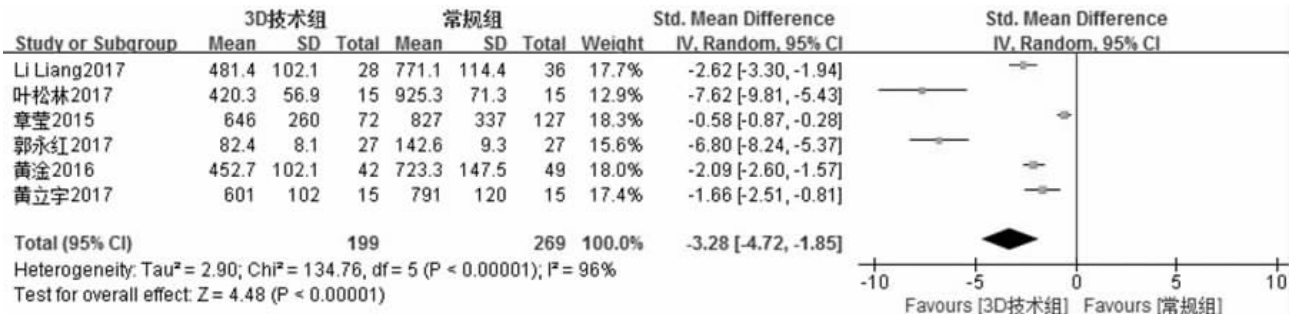 3D技术组 常规组 Std. Mean Difference Std. Mean Difference
Study or Subgroup Mean SD Total Mean SD Total Weight IV, Random, 95% CI IV, Random, 95% CI
Li Liang2017 481.4 102.1 28 771.1 114.4 36 17.7% -2.62 [-3.30, -1.94]
叶松林2017 420.3 56.9 15 925.3 71.3 15 12.9% -7.62 [-9.81, -5.43]
章莹2015 646 260 72 827 337 127 18.3% -0.58 [-0.87, -0.28]
郭永红2017 82.4 8.1 27 142.6 9.3 27 15.6% -6.80 [-8.24, -5.37]
黄淦2016 452.7 102.1 42 723.3 147.5 49 18.0% -2.09 [-2.60, -1.57]
黄立宇2017 601 102 15 791 120 15 17.4% -1.66 [-2.51, -0.81]
Total (95% CI) 199 269 100.0% -3.28 [-4.72, -1.85]
Heterogeneity: Tau² = 2.90; Chi² = 134.76, df = 5 (P < 0.00001); I² = 96%
Test for overall effect: Z = 4.48 (P < 0.00001)
-10 -5 0 5 10
Favours [3D技术组] Favours [常规组]